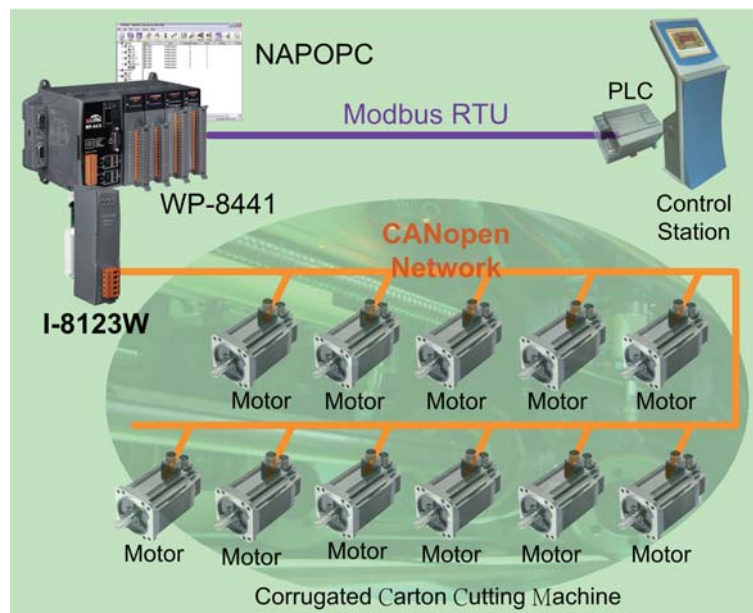 NAPOPC
PLC
Modbus RTU
WP-8441
Control
Station
CANopen
Network
I-8123W
Motor Motor Motor Motor Motor
Motor Motor Motor Motor Motor Motor
Corrugated Carton Cutting Machine